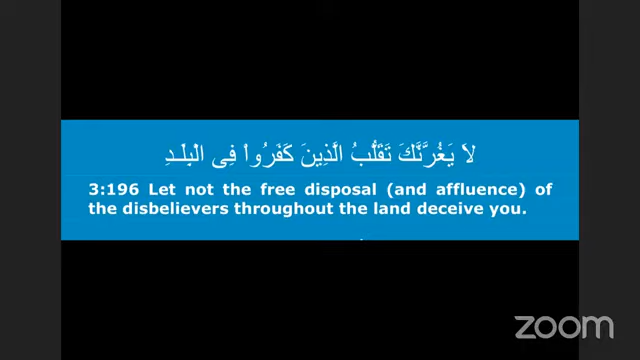 لَا يَغُرَّنَّكَ تَقَلُّبُ الَّذِينَ كَفَرُواْ فِى الْبِلَـٰدِ
3:196 Let not the free disposal (and affluence) of
the disbelievers throughout the land deceive you.
zoom